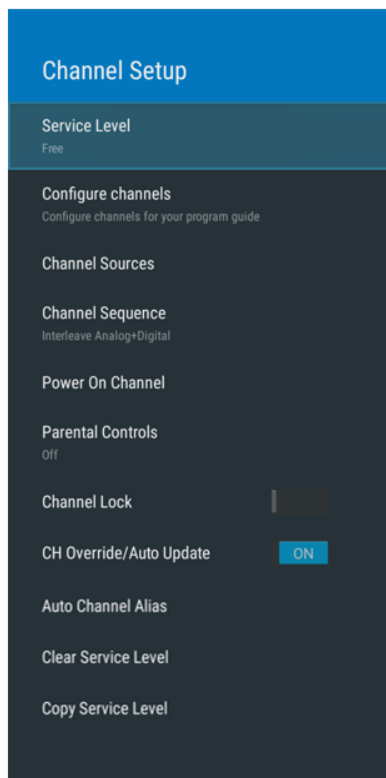 Channel Setup
Service Level
Free
Configure channels
Configure channels for your program guide
Channel Sources
Channel Sequence
Interleave Analog+Digital
Power On Channel
Parental Controls
Off
Channel Lock
CH Override/Auto Update ON
Auto Channel Alias
Clear Service Level
Copy Service Level